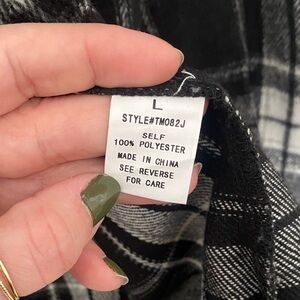 L
STYLE#TM082J
SELF
100% POLYESTER
MADE IN CHINA
SEE REVERSE
FOR CARE